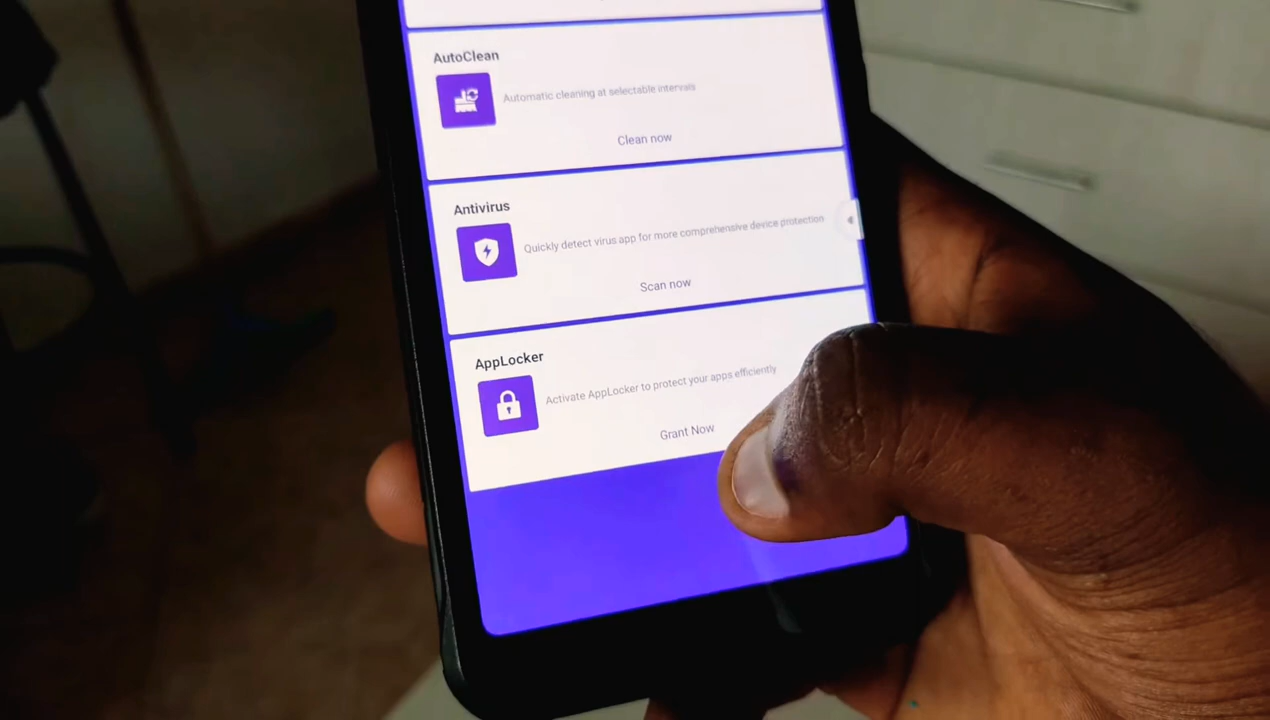 AutoClean
Automatic cleaning at selectable intervals
Clean now
Antivirus
Quickly detect virus app for more comprehensive device protection
Scan now
AppLocker
Activate AppLocker to protect your apps efficiently
Grant Now